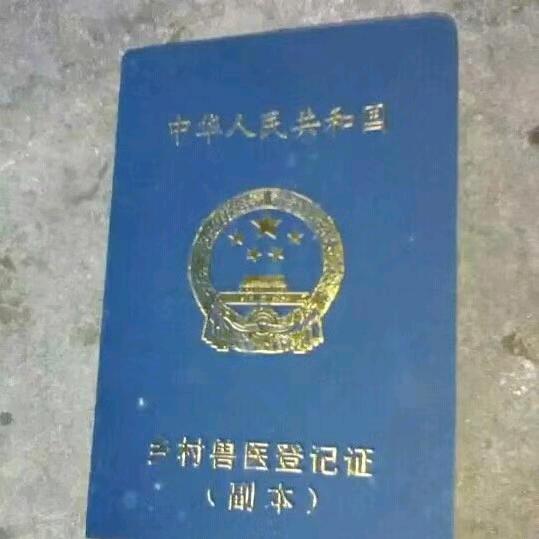 中华人民共和国
乡村兽医登记证
（副本）